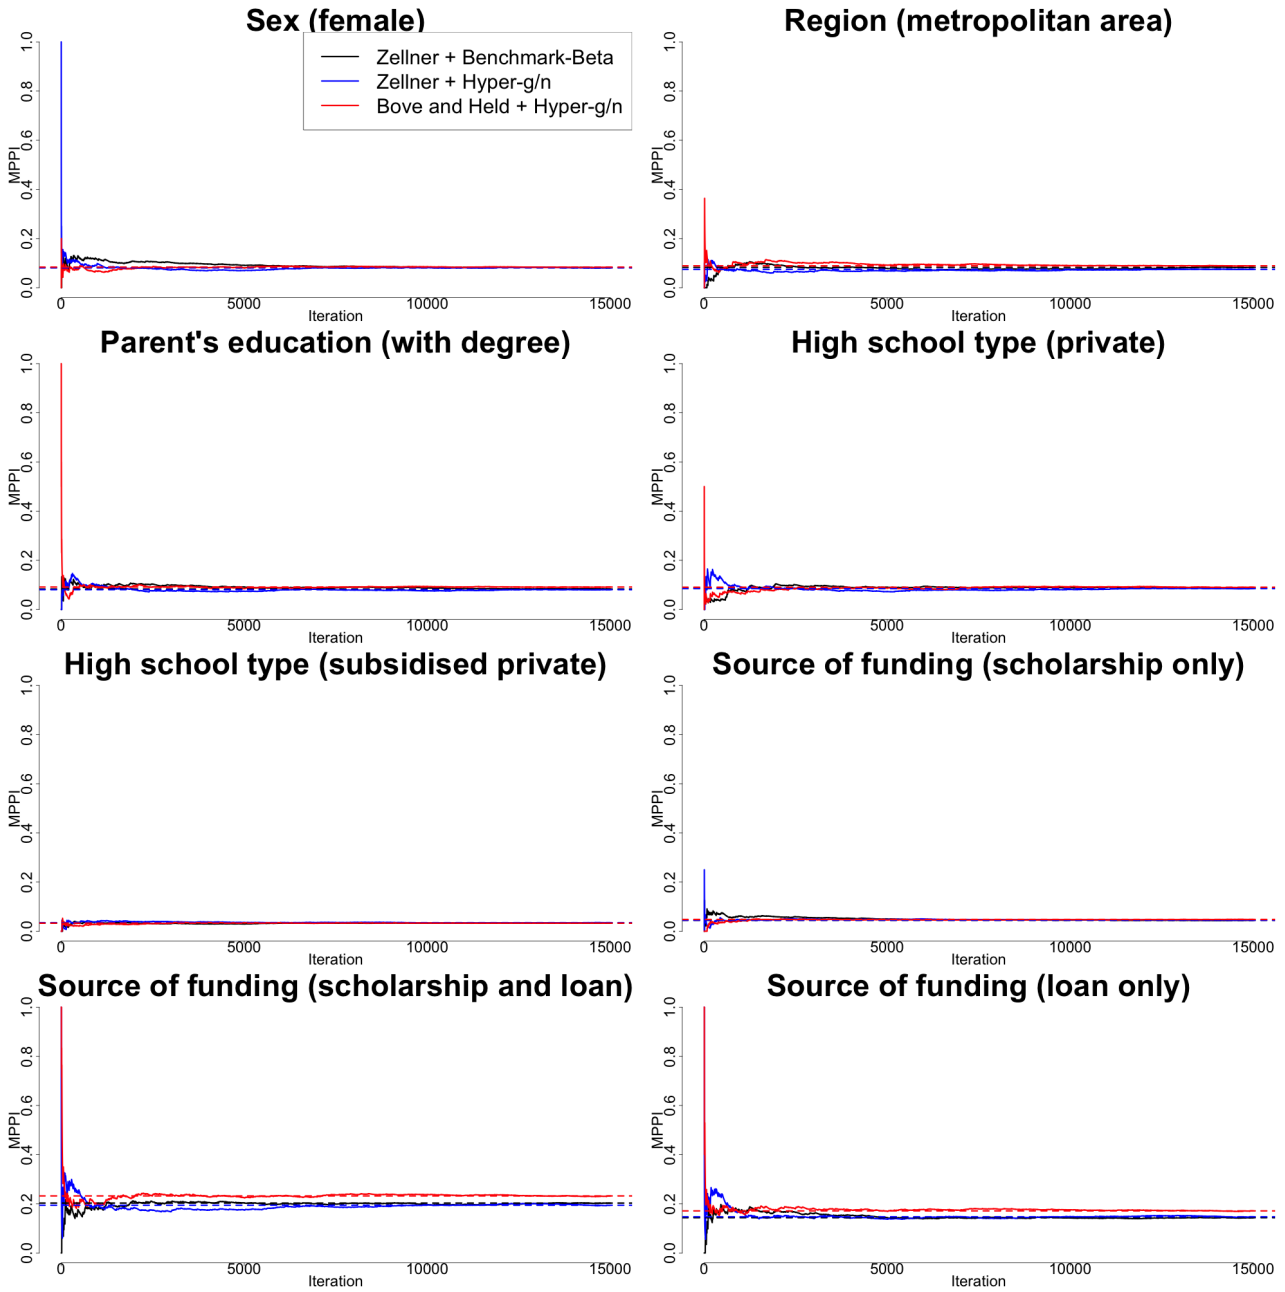 Sex (female)
Zellner + Benchmark-Beta
Zellner + Hyper-g/n
Bove and Held + Hyper-g/n
MPPI
0.0 0.2 0.4 0.6 0.8 1.0
0 5000 10000 15000
Iteration
Region (metropolitan area)
MPPI
0.0 0.2 0.4 0.6 0.8 1.0
0 5000 10000 15000
Iteration
Parent's education (with degree)
MPPI
0.0 0.2 0.4 0.6 0.8 1.0
0 5000 10000 15000
Iteration
High school type (private)
MPPI
0.0 0.2 0.4 0.6 0.8 1.0
0 5000 10000 15000
Iteration
High school type (subsidised private)
MPPI
0.0 0.2 0.4 0.6 0.8 1.0
0 5000 10000 15000
Iteration
Source of funding (scholarship only)
MPPI
0.0 0.2 0.4 0.6 0.8 1.0
0 5000 10000 15000
Iteration
Source of funding (scholarship and loan)
MPPI
0.0 0.2 0.4 0.6 0.8 1.0
0 5000 10000 15000
Iteration
Source of funding (loan only)
MPPI
0.0 0.2 0.4 0.6 0.8 1.0
0 5000 10000 15000
Iteration